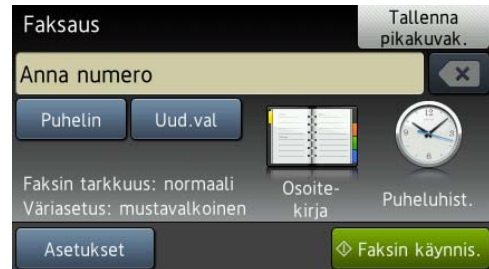 Faksaus
Tallenna
pikakuvak.
Anna numero
Puhelin
Uud.val
Faksin tarkkuus: normaali
Väriasetus: mustavalkoinen
Osoite-
kirja
Puheluhist.
Asetukset
Faksin käynnis.